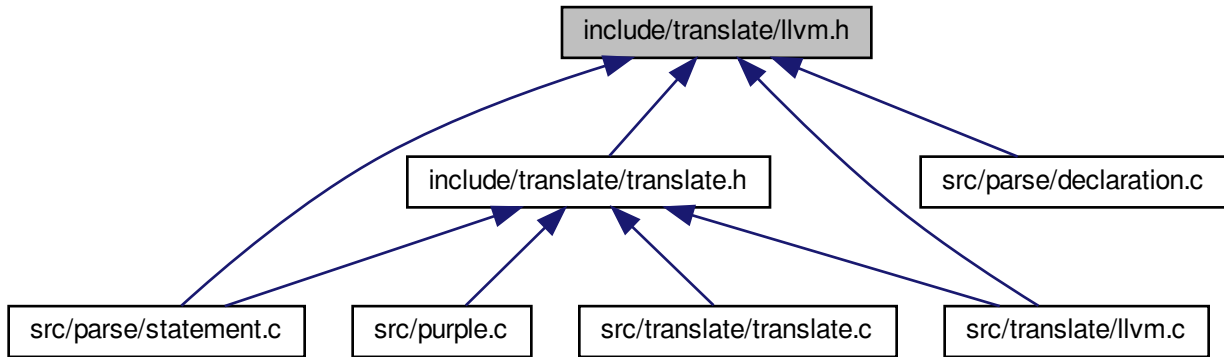 include/translate/llvm.h
include/translate/translate.h
src/parse/declaration.c
src/parse/statement.c
src/purple.c
src/translate/translate.c
src/translate/llvm.c